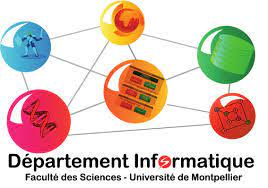 Département Informatique
Faculté des Sciences - Université de Montpellier